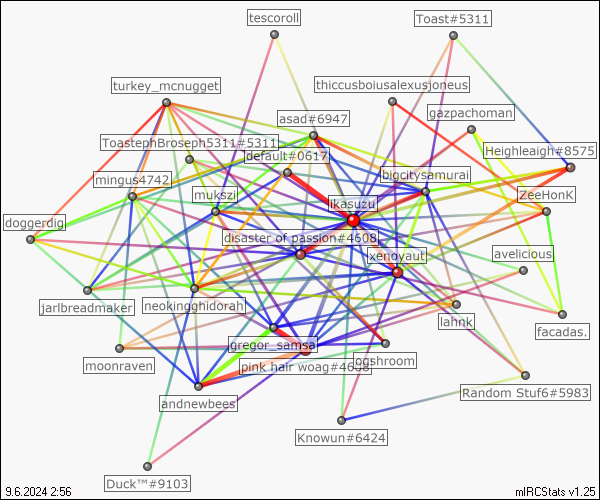 tescoroll
Toast#5311
turkey_mcnugget
thiccusboiusalexusjoneus
asad#6947
gazpachoman
ToastephBroseph5311#5311
default#0617
Heighleaigh#8575
mingus4742
bigcitysamurai
mukszi
ikasuzu
ZeeHonK
doggerdig
disaster of passion#4608
xenoyaut
avelicious
jarlbreadmaker
neokingghidorah
lahnk
facadas.
gregor_samsa
moonraven
pink hair woag#4608
ogshroom
andnewbees
Random Stuf6#5983
Knowun#6424
Duck™#9103
9.6.2024 2:56
mIRCStats v1.25